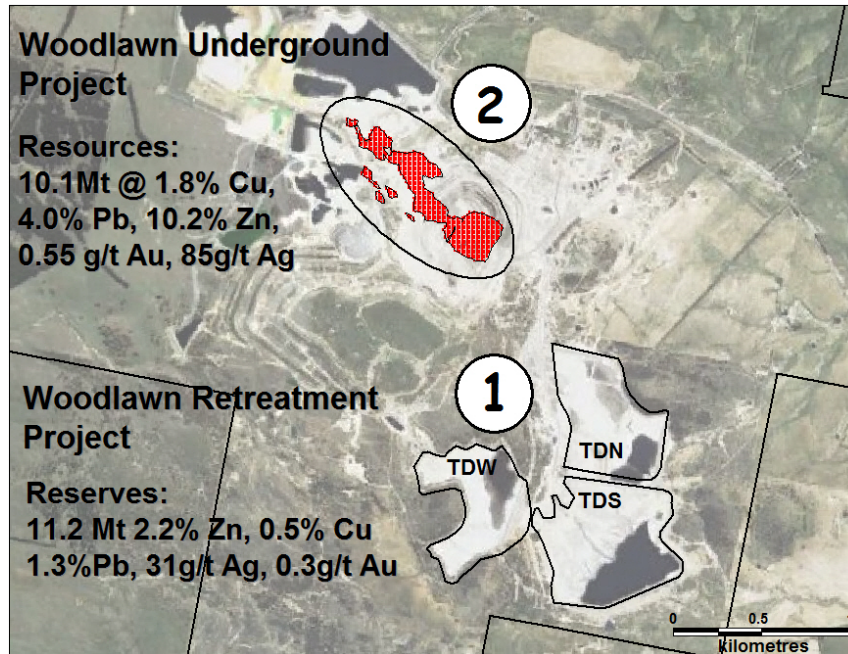 Woodlawn Underground
Project
Resources:
10.1Mt @ 1.8% Cu,
4.0% Pb, 10.2% Zn,
0.55 g/t Au, 85g/t Ag
2
Woodlawn Retreatment
Project
Reserves:
11.2 Mt 2.2% Zn, 0.5% Cu
1.3%Pb, 31g/t Ag, 0.3g/t Au
1
TDW
TDN
TDS
0 0.5
kilometres